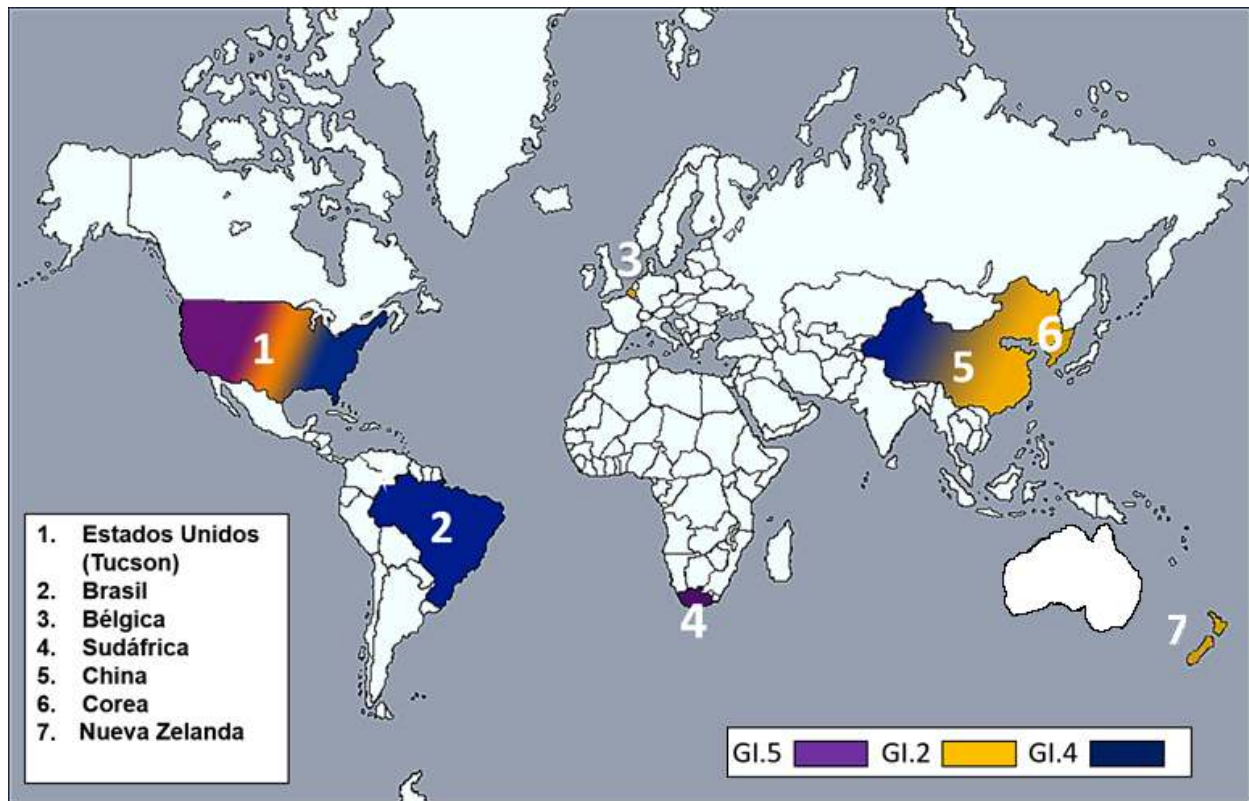 3
6
1
5
2
4
7
1. Estados Unidos
(Tucson)
2. Brasil
3. Bélgica
4. Sudáfrica
5. China
6. Corea
7. Nueva Zelanda
GI.5 GI.2 GI.4